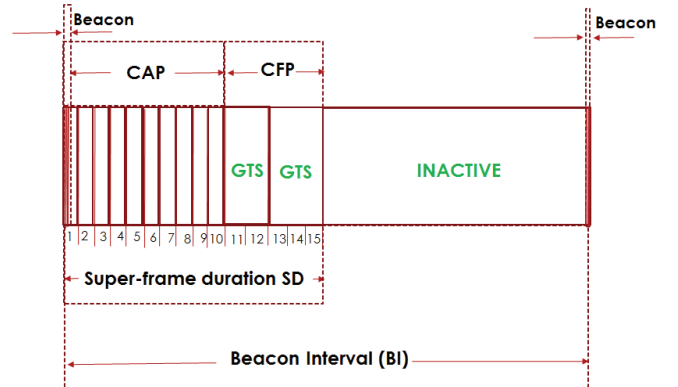 Beacon
Beacon
CAP
CFP
GTS
GTS
INACTIVE
1 2 3 4 5 6 7 8 9 10 11 12 13 14 15
Super-frame duration SD
Beacon Interval (BI)